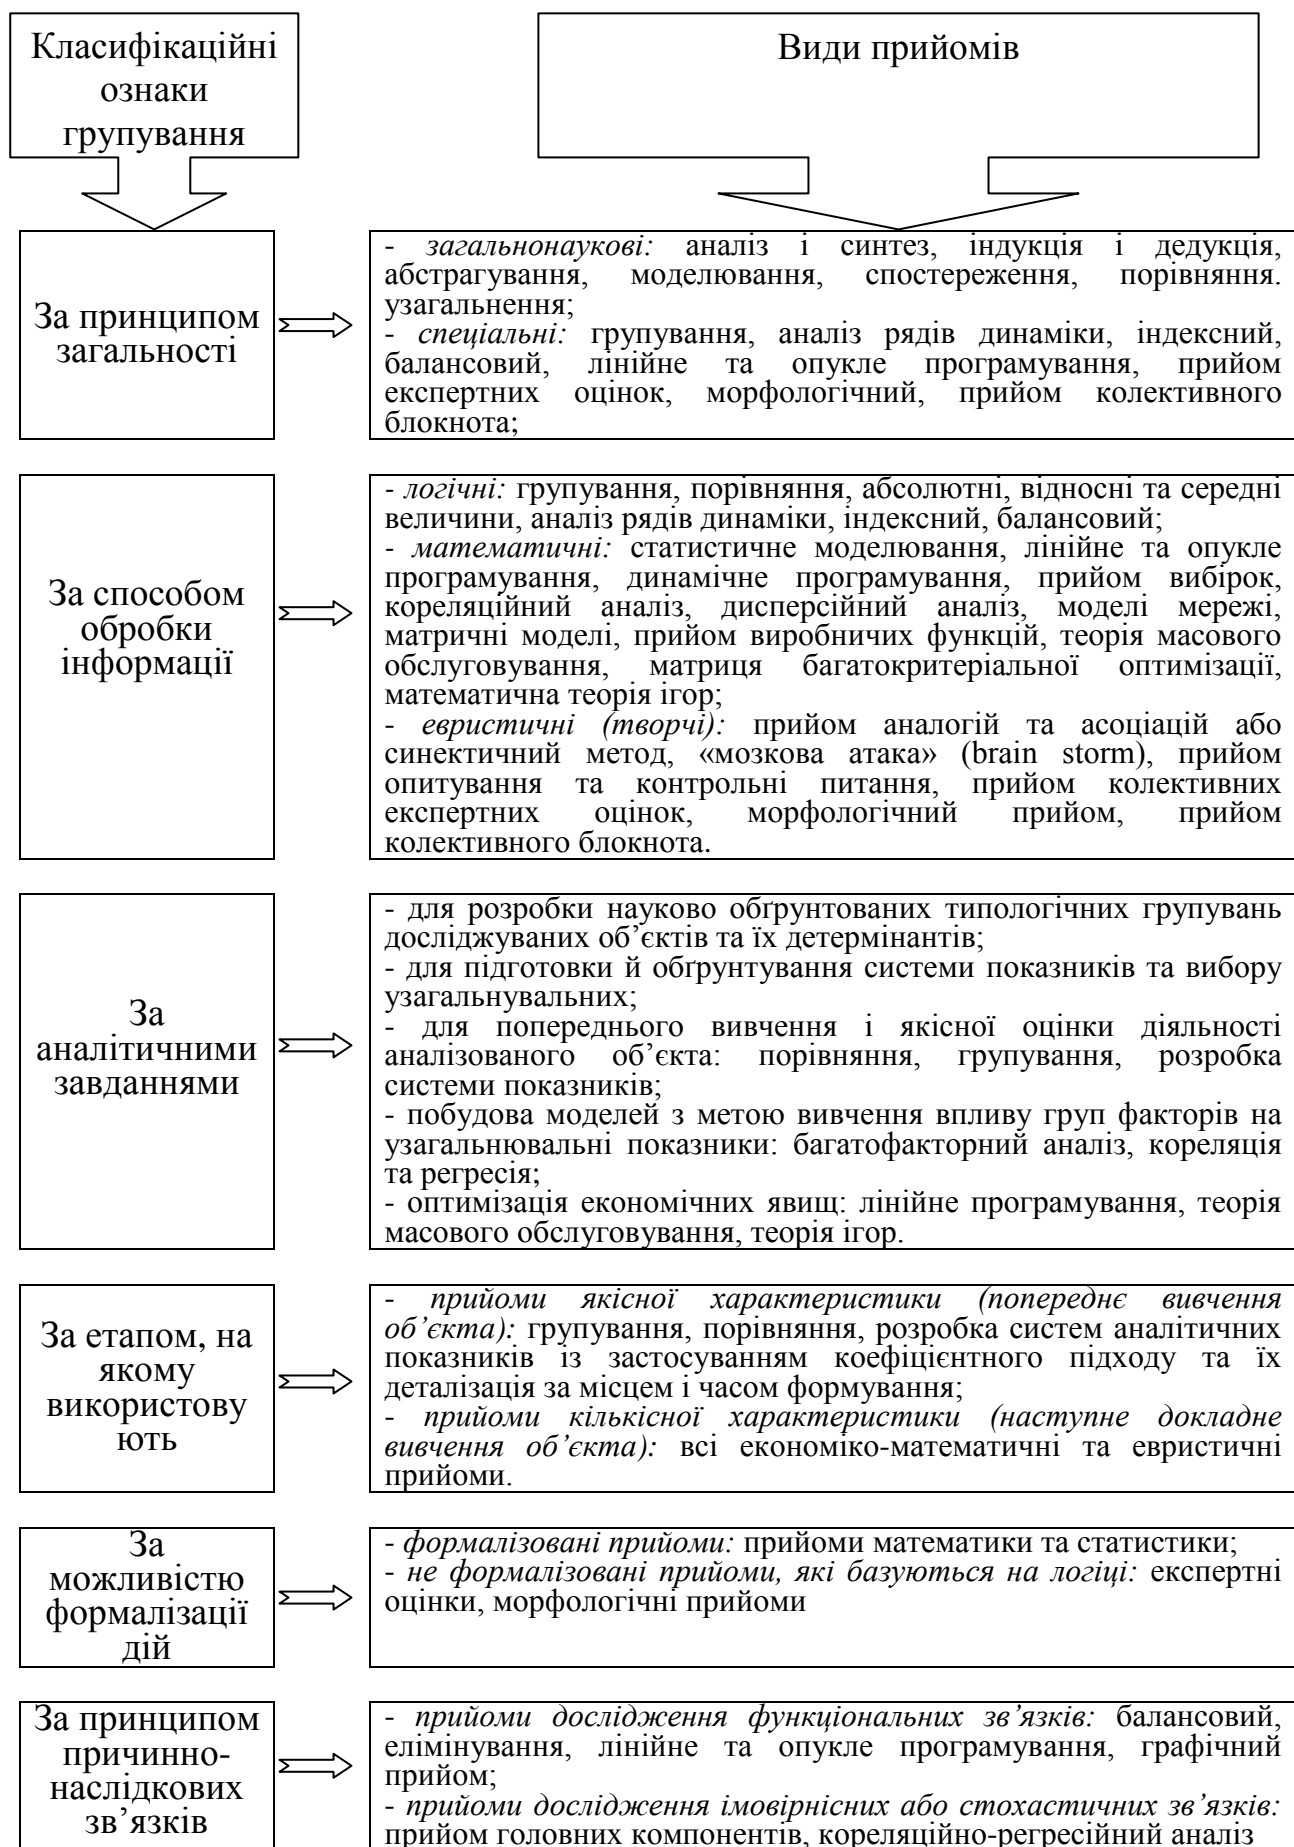 Класифікаційні
ознаки
групування
Види прийомів
За принципом
загальності
- загальнонаукові: аналіз і синтез, індукція і дедукція,
абстрагування, моделювання, спостереження, порівняння.
узагальнення;
- спеціальні: групування, аналіз рядів динаміки, індексний,
балансовий, лінійне та опукле програмування, прийом
експертних оцінок, морфологічний, прийом колективного
блокнота;
За способом
обробки
інформації
- логічні: групування, порівняння, абсолютні, відносні та середні
величини, аналіз рядів динаміки, індексний, балансовий;
- математичні: статистичне моделювання, лінійне та опукле
програмування, динамічне програмування, прийом вибірок,
кореляційний аналіз, дисперсійний аналіз, моделі мережі,
матричні моделі, прийом виробничих функцій, теорія масового
обслуговування, матриця багатокритеріальної оптимізації,
математична теорія ігор;
- евристичні (творчі): прийом аналогій та асоціацій або
синектичний метод, «мозкова атака» (brain storm), прийом
опитування та контрольні питання, прийом колективних
експертних оцінок, морфологічний прийом, прийом
колективного блокнота.
За
аналітичними
завданнями
- для розробки науково обґрунтованих типологічних групувань
досліджуваних об’єктів та їх детермінантів;
- для підготовки й обґрунтування системи показників та вибору
узагальнувальних;
- для попереднього вивчення і якісної оцінки діяльності
аналізованого об’єкта: порівняння, групування, розробка
системи показників;
- побудова моделей з метою вивчення впливу груп факторів на
узагальнювальні показники: багатофакторний аналіз, кореляція
та регресія;
- оптимізація економічних явищ: лінійне програмування, теорія
масового обслуговування, теорія ігор.
За етапом, на
якому
використову
ють
- прийоми якісної характеристики (попереднє вивчення
об’єкта): групування, порівняння, розробка систем аналітичних
показників із застосуванням коефіцієнтного підходу та їх
деталізація за місцем і часом формування;
- прийоми кількісної характеристики (наступне докладне
вивчення об’єкта): всі економіко-математичні та евристичні
прийоми.
За
можливістю
формалізації
дій
- формалізовані прийоми: прийоми математики та статистики;
- не формалізовані прийоми, які базуються на логіці: експертні
оцінки, морфологічні прийоми
За принципом
причинно-
наслідкових
зв’язків
- прийоми дослідження функціональних зв’язків: балансовий,
елімінування, лінійне та опукле програмування, графічний
прийом;
- прийоми дослідження імовірнісних або стохастичних зв’язків:
прийом головних компонентів, кореляційно-регресійний аналіз